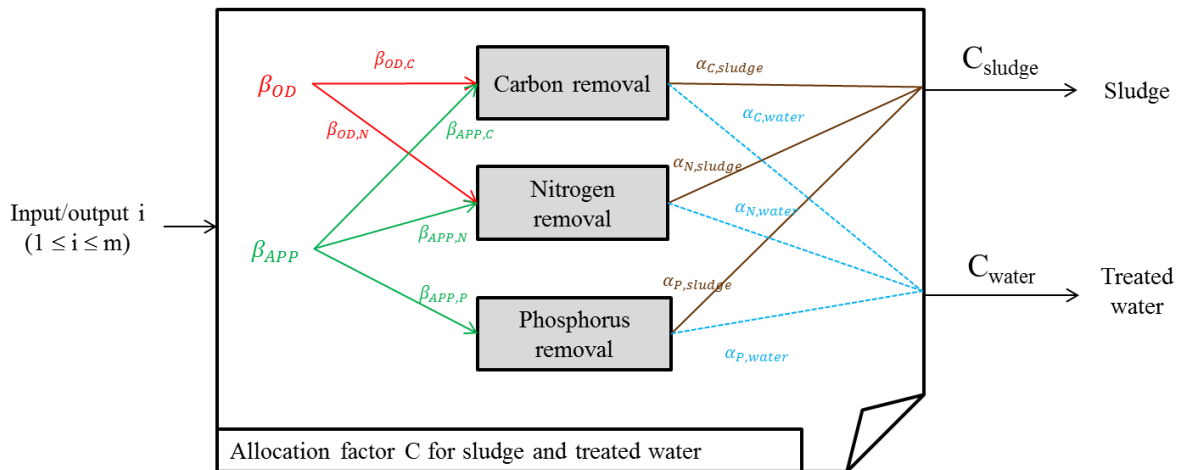 Input/output i
(1 ≤ i ≤ m)
β_OD
β_APP
β_OD,C
β_OD,N
β_APP,C
β_APP,N
β_APP,P
Carbon removal
Nitrogen
removal
Phosphorus
removal
α_C,sludge
α_C,water
α_N,sludge
α_N,water
α_P,sludge
α_P,water
C_sludge
Sludge
C_water
Treated
water
Allocation factor C for sludge and treated water